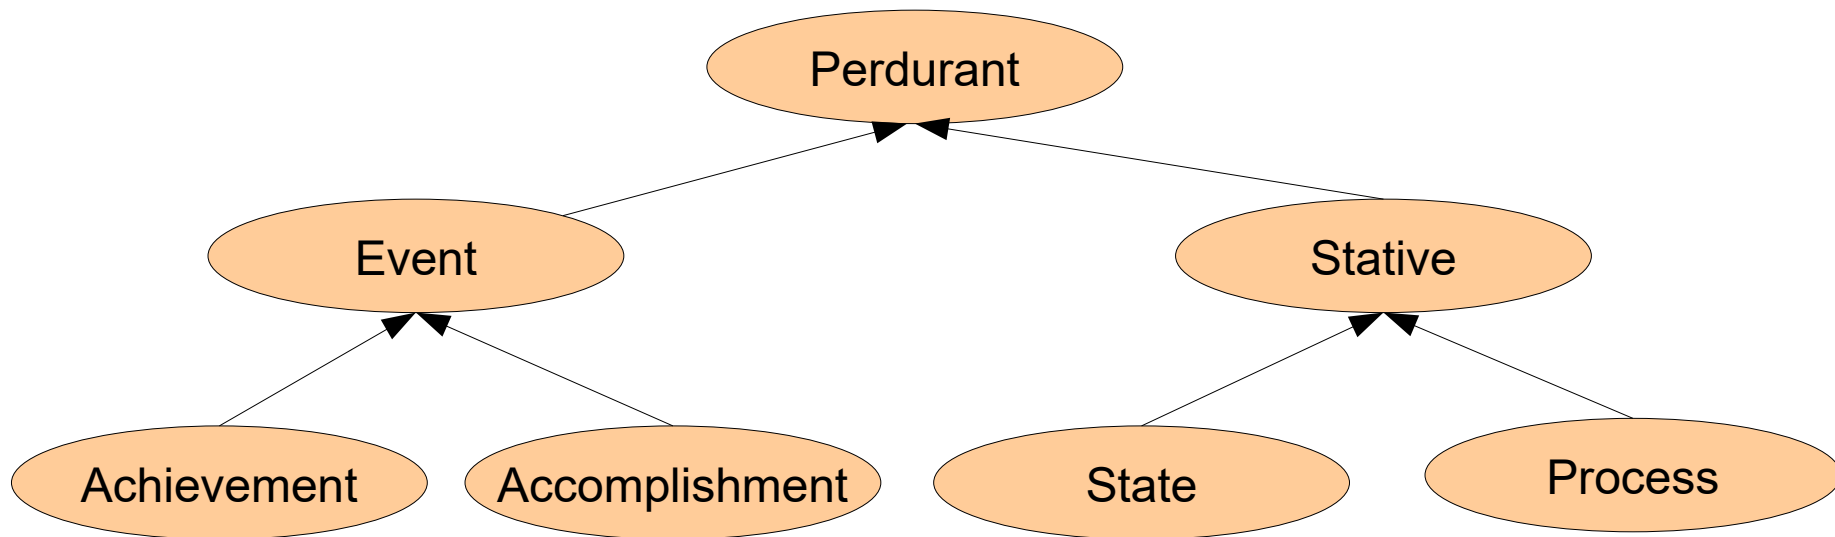 Perdurant
Event
Stative
Achievement
Accomplishment
State
Process